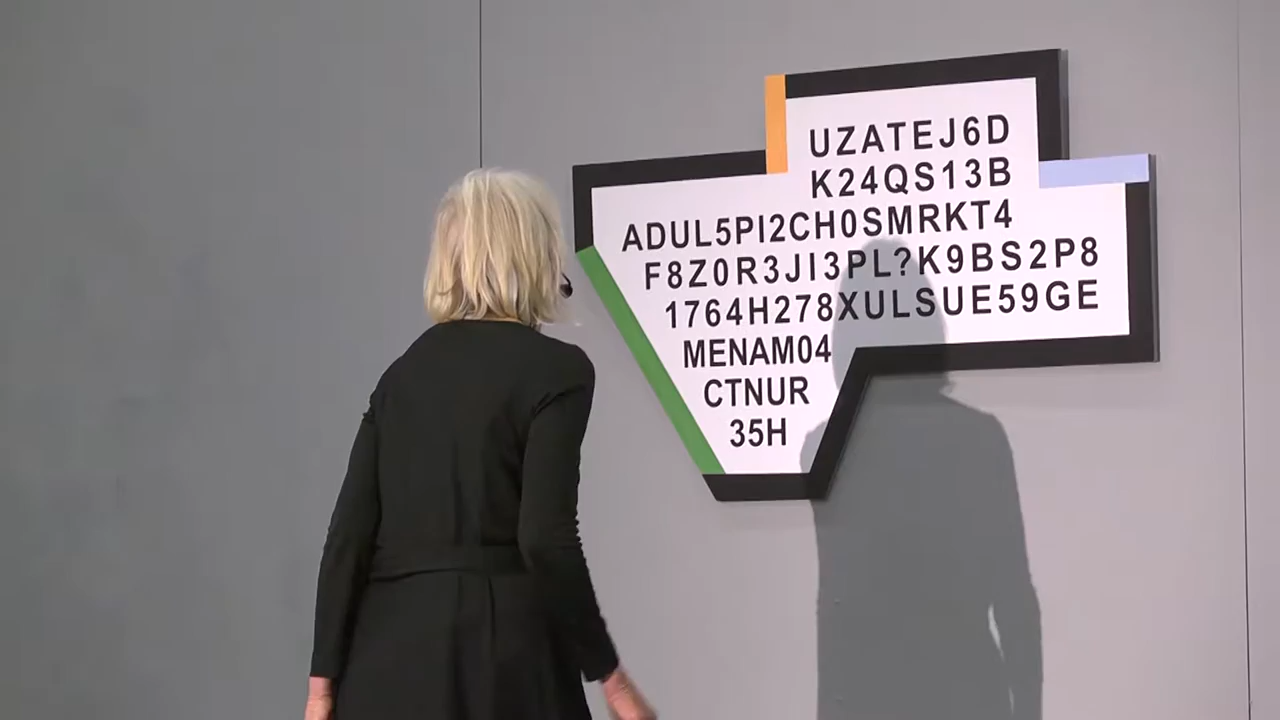 UZATEJ6D
K24QS13B
ADUL5PI2CH0SMRKT4
F8Z0R3JI3PL?K9BS2P8
1764H278XULSUE59GE
MENAM04
CTNUR
35H